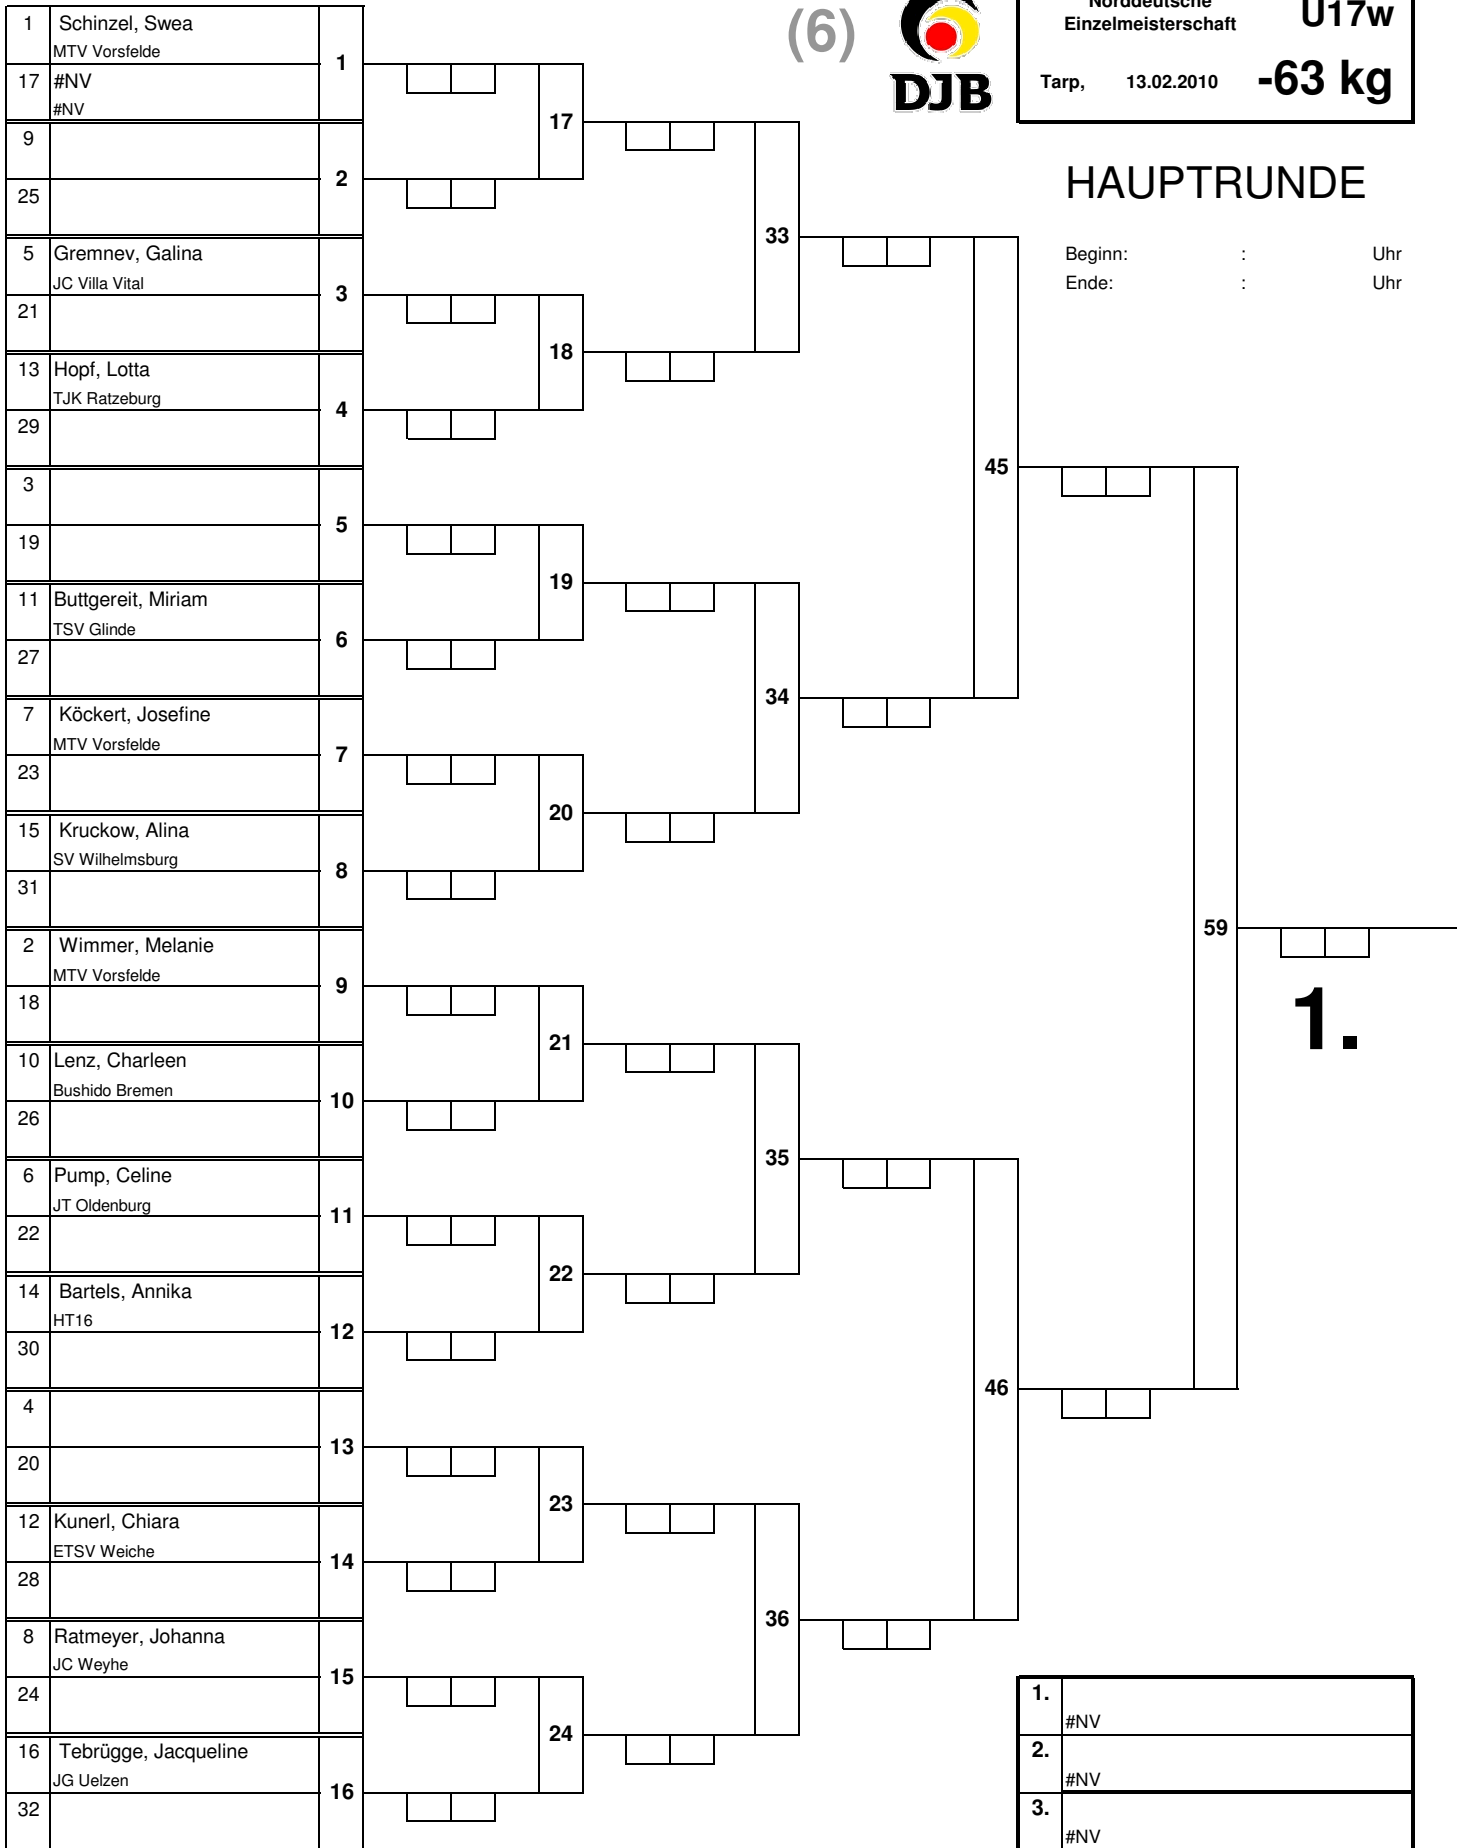 (6)
DJB
Norddeutsche
Einzelmeisterschaft
U17w
Tarp, 13.02.2010 -63 kg
HAUPTRUNDE
Beginn: : Uhr
Ende: : Uhr
1 Schinzel, Swea
MTV Vorsfelde
1
17 #NV
#NV
17
9
2
25
33
5 Gremnev, Galina
JC Villa Vital
3
21
18
13 Hopf, Lotta
TJK Ratzeburg
4
29
45
3
5
19
19
11 Buttgereit, Miriam
TSV Glinde
6
27
34
7 Köckert, Josefine
MTV Vorsfelde
7
23
20
15 Kruckow, Alina
SV Wilhelmsburg
8
31
59
1.
2 Wimmer, Melanie
MTV Vorsfelde
9
18
21
10 Lenz, Charleen
Bushido Bremen
10
26
35
6 Pump, Celine
JT Oldenburg
11
22
22
14 Bartels, Annika
HT16
12
30
46
4
13
20
23
12 Kunerl, Chiara
ETSV Weiche
14
28
36
8 Ratmeyer, Johanna
JC Weyhe
15
24
24
16 Tebrügge, Jacqueline
JG Uelzen
16
32
1.
#NV
2.
#NV
3.
#NV